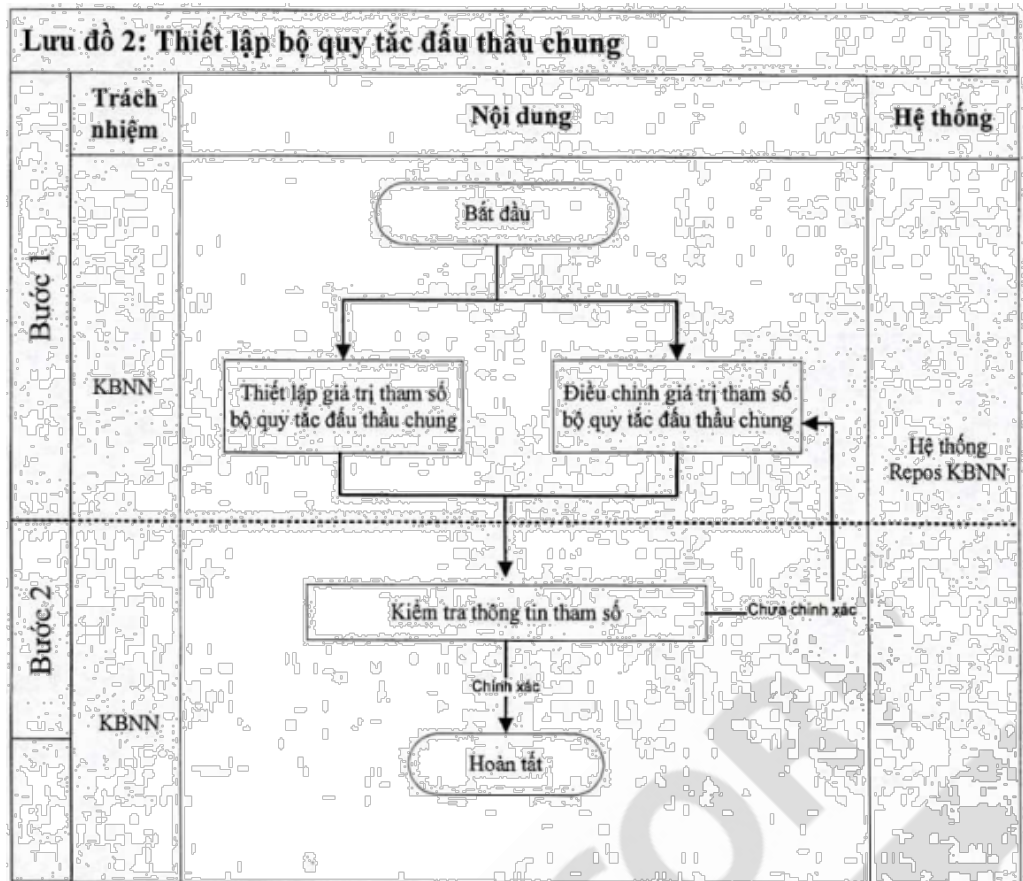 Lưu đồ 2: Thiết lập bộ quy tắc đấu thầu chung
Trách
nhiệm
Nội dung
Hệ thống
Bước 1
Bắt đầu
KBNN
Thiết lập giá trị tham số
bộ quy tắc đấu thầu chung
Điều chỉnh giá trị tham số
bộ quy tắc đấu thầu chung
Hệ thống
Repos KBNN
Bước 2
Kiểm tra thông tin tham số
Chưa chính xác
Chính xác
KBNN
Hoàn tất